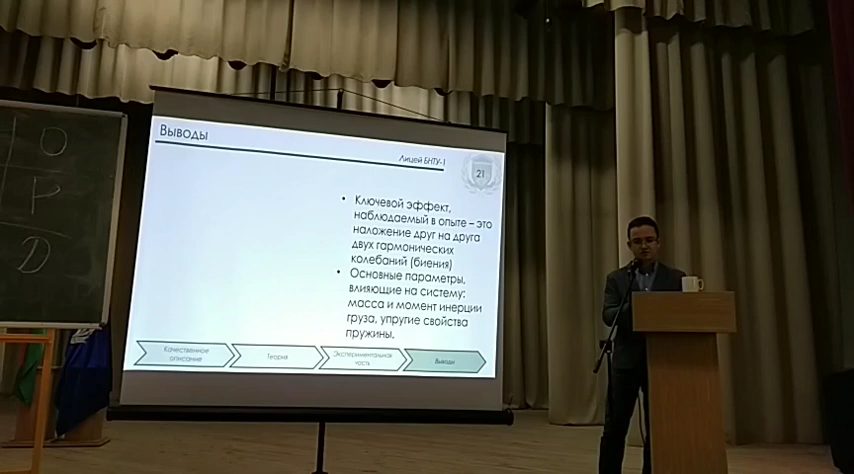 О
Р
D
Выводы
Лицей БНТУ-1
21
• Ключевой эффект,
наблюдаемый в опыте – это
наложение друг на друга
двух гармонических
колебаний (биения)
• Основные параметры,
влияющие на систему:
масса и момент инерции
груза, упругие свойства
пружины.
Качественное
описание
Теория
Экспериментальная
часть
Выводы